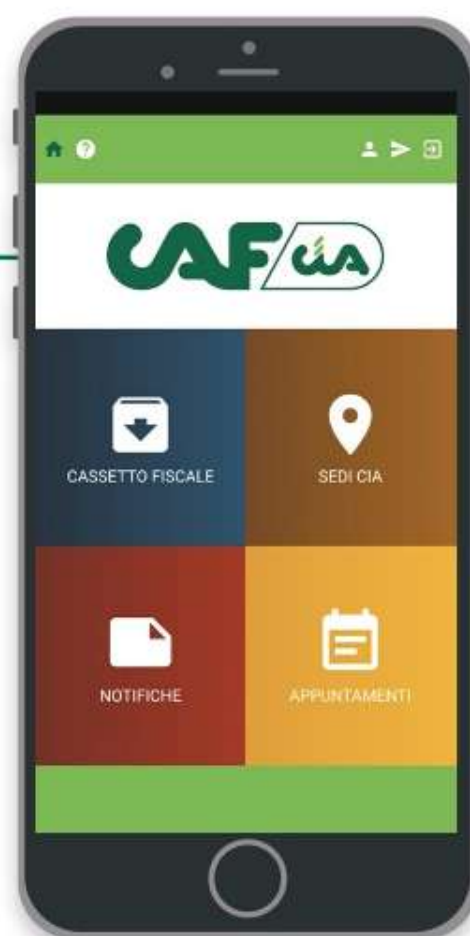 CAF/cia
CASSETTO FISCALE
SEDI CIA
NOTIFICHE
APPUNTAMENTI